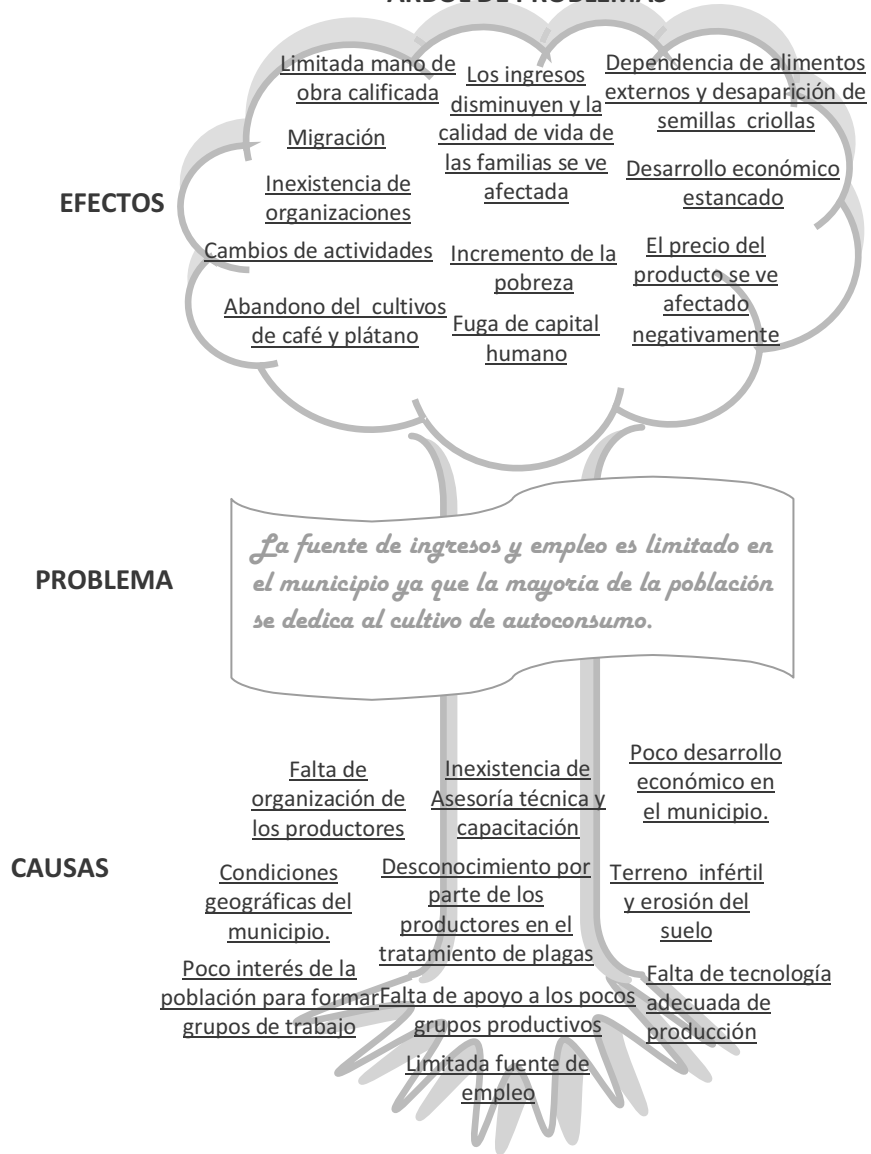 ÁRBOL DE PROBLEMAS
EFECTOS
Limitada mano de
obra calificada
Migración
Inexistencia de
organizaciones
Cambios de actividades
Abandono del cultivos
de café y plátano
Los ingresos
disminuyen y la
calidad de vida de
las familias se ve
afectada
Incremento de la
pobreza
Fuga de capital
humano
Dependencia de alimentos
externos y desaparición de
semillas criollas
Desarrollo económico
estancado
El precio del
producto se ve
afectado
negativamente
PROBLEMA
La fuente de ingresos y empleo es limitado en
el municipio ya que la mayoría de la población
se dedica al cultivo de autoconsumo.
CAUSAS
Falta de
organización de
los productores
Inexistencia de
Asesoría técnica y
capacitación
Poco desarrollo
económico en
el municipio.
Condiciones
geográficas del
municipio.
Desconocimiento por
parte de los
productores en el
tratamiento de plagas
Terreno infértil
y erosión del
suelo
Poco interés de la
población para formar
grupos de trabajo
Falta de apoyo a los pocos
grupos productivos
Falta de tecnología
adecuada de
producción
Limitada fuente de
empleo